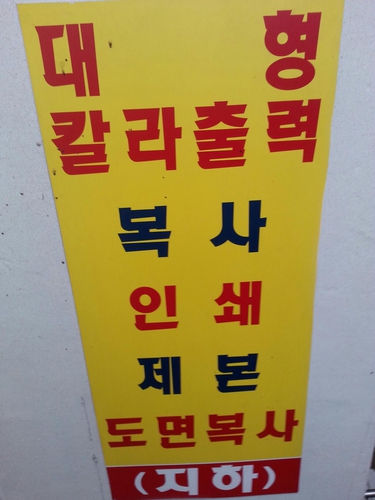 대 형
칼라출력
복 사
인 쇄
제 본
도면복사
(지하)